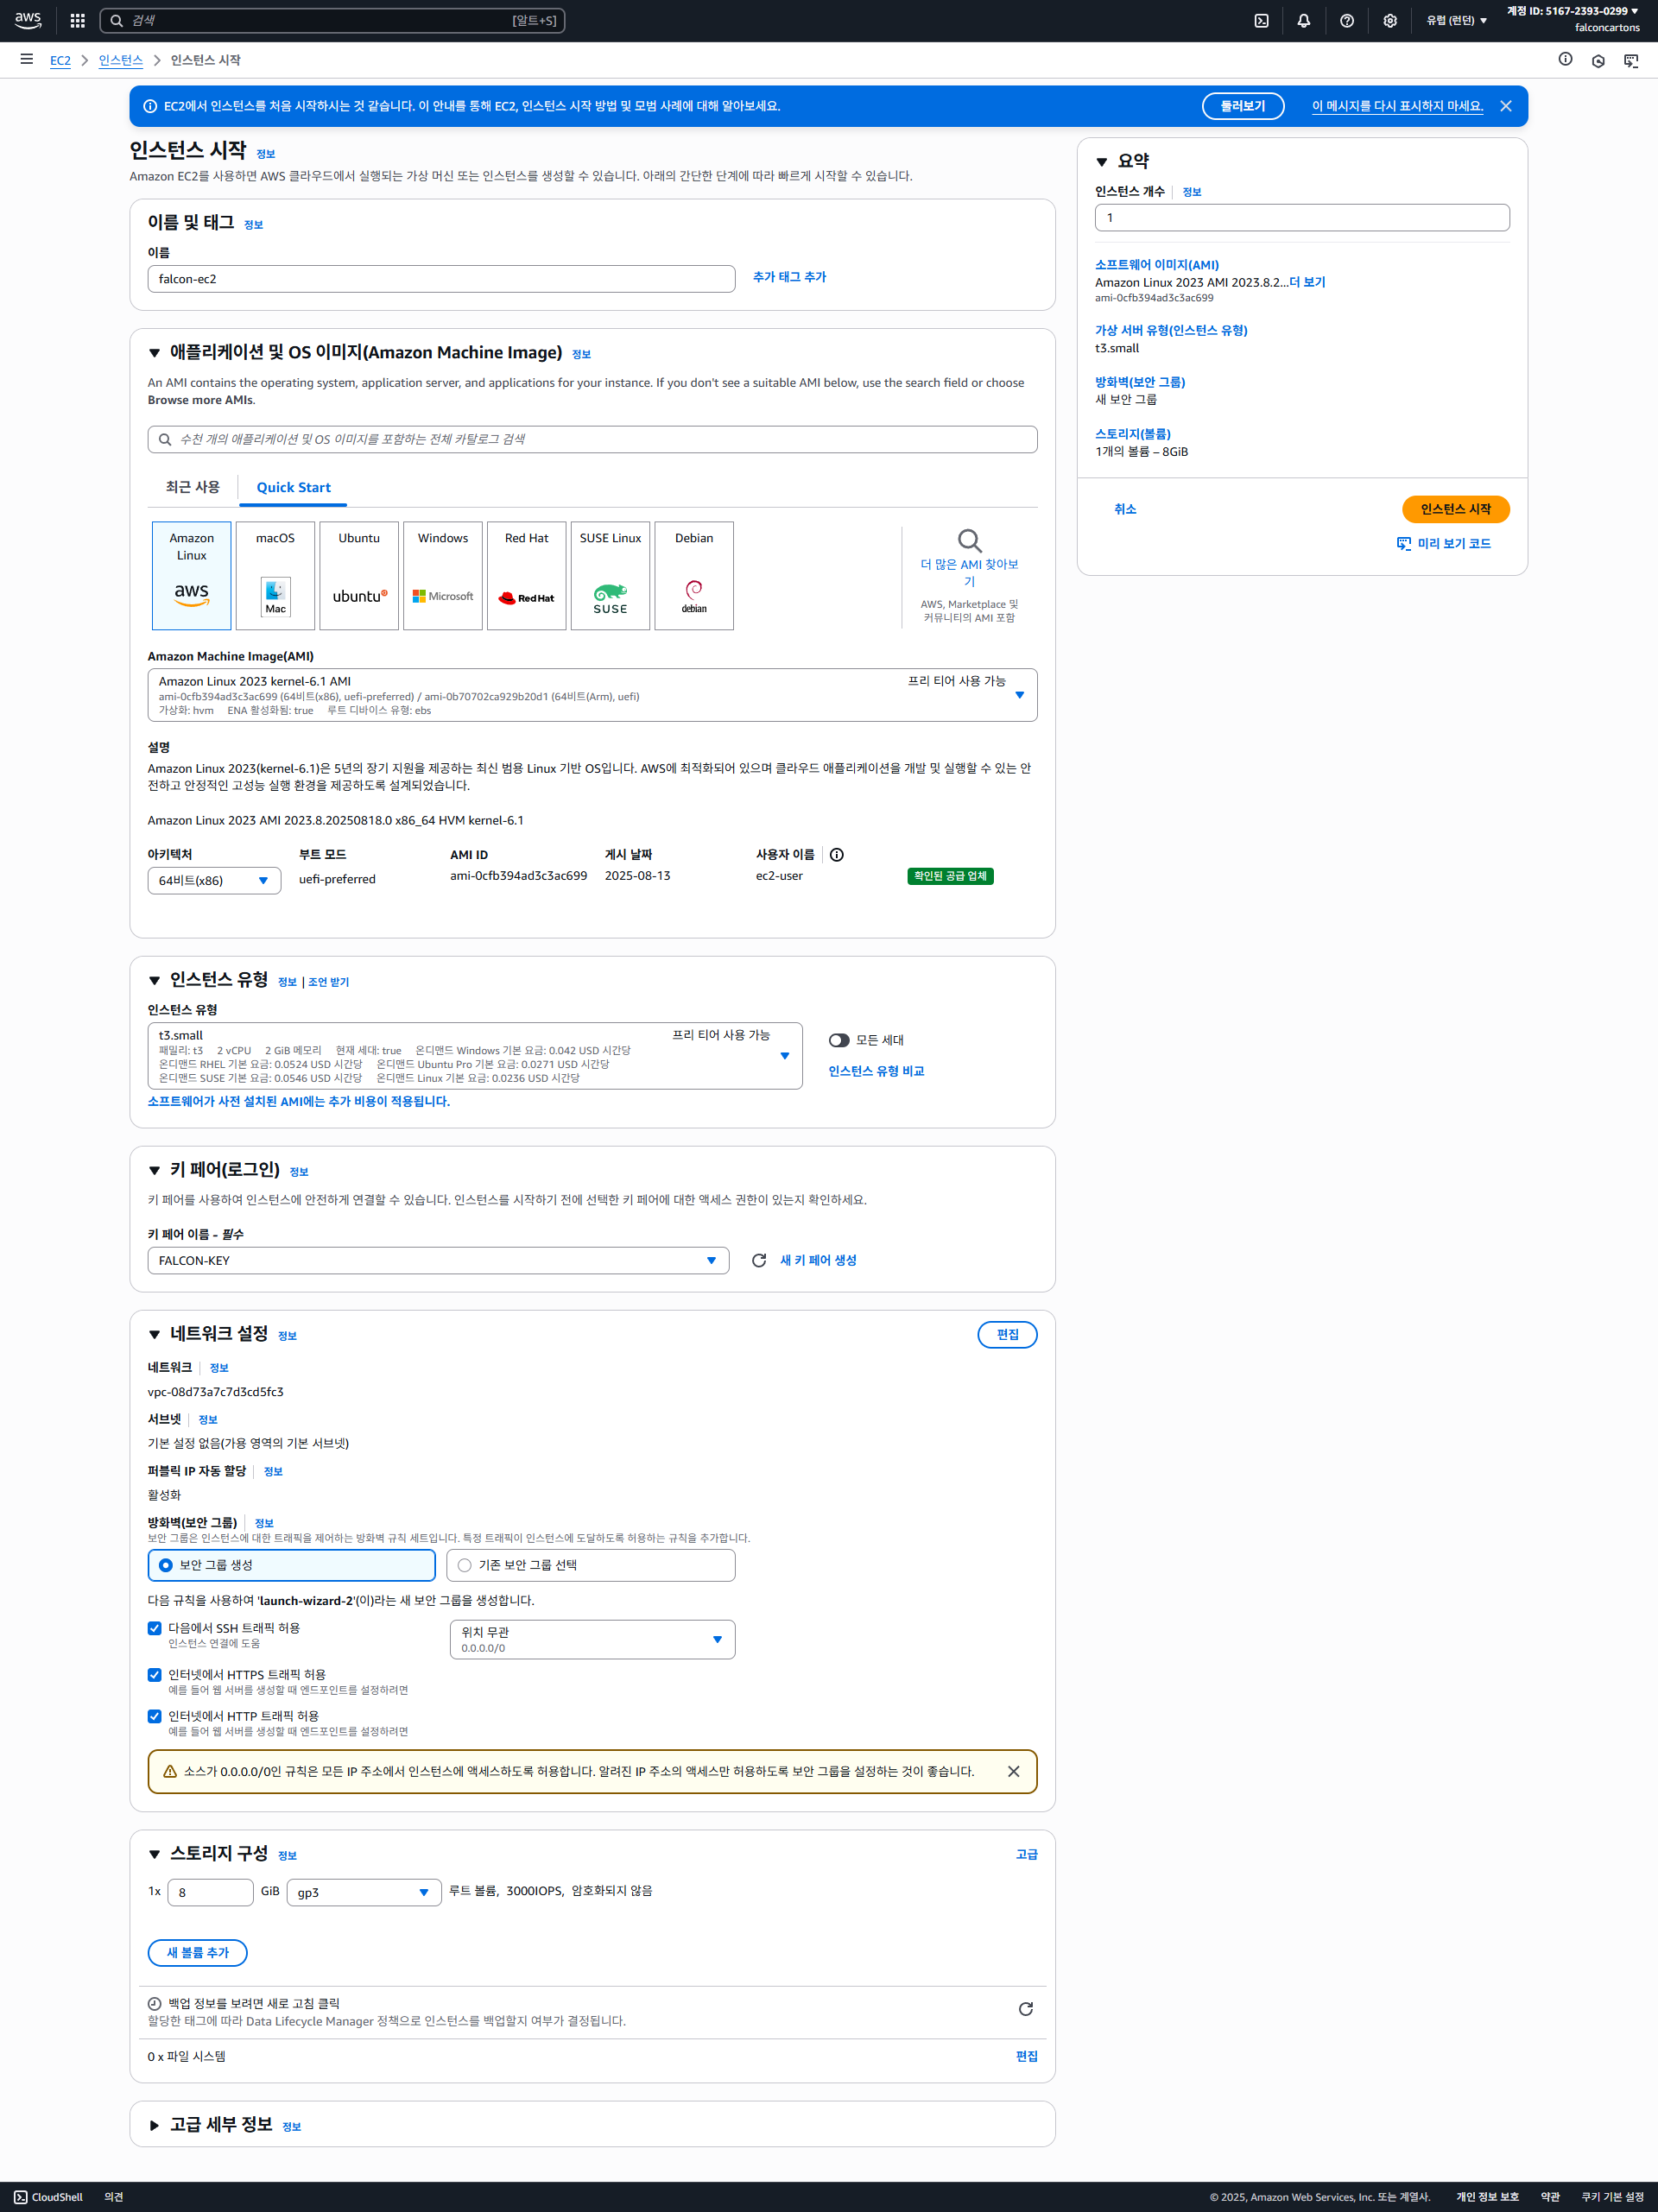 aws
검색
[알트+S]
유럽 (런던)
계정 ID: 5167-2393-0299
falconcartons
EC2
인스턴스
인스턴스 시작
EC2에서 인스턴스를 처음 시작하시는 것 같습니다. 이 안내를 통해 EC2, 인스턴스 시작 방법 및 모범 사례에 대해 알아보세요.
둘러보기
이 메시지를 다시 표시하지 마세요.
인스턴스 시작 정보
Amazon EC2를 사용하면 AWS 클라우드에서 실행되는 가상 머신 또는 인스턴스를 생성할 수 있습니다. 아래의 간단한 단계에 따라 빠르게 시작할 수 있습니다.
이름 및 태그 정보
이름
falcon-ec2
추가 태그 추가
애플리케이션 및 OS 이미지(Amazon Machine Image) 정보
An AMI contains the operating system, application server, and applications for your instance. If you don't see a suitable AMI below, use the search field or choose
Browse more AMIs.
수천 개의 애플리케이션 및 OS 이미지를 포함하는 전체 카탈로그 검색
최근 사용
Quick Start
Amazon
Linux
aws
macOS
Mac
Ubuntu
ubuntu
Windows
Microsoft
Red Hat
Red Hat
SUSE Linux
SUSE
Debian
debian
더 많은 AMI 찾아보
기
AWS, Marketplace 및
커뮤니티의 AMI 포함
Amazon Machine Image(AMI)
Amazon Linux 2023 kernel-6.1 AMI
프리 티어 사용 가능
ami-0cfb394ad3c3ac699 (64비트(x86), uefi-preferred) / ami-0b70702ca929b20d1 (64비트(Arm), uefi)
가상화: hvm ENA 활성화됨: true 루트 디바이스 유형: ebs
설명
Amazon Linux 2023(kernel-6.1)은 5년의 장기 지원을 제공하는 최신 범용 Linux 기반 OS입니다. AWS에 최적화되어 있으며 클라우드 애플리케이션을 개발 및 실행할 수 있는 안
전하고 안정적인 고성능 실행 환경을 제공하도록 설계되었습니다.
Amazon Linux 2023 AMI 2023.8.20250818.0 x86_64 HVM kernel-6.1
아키텍처
64비트(x86)
부트 모드
uefi-preferred
AMI ID
ami-0cfb394ad3c3ac699
게시 날짜
2025-08-13
사용자 이름
ec2-user
확인된 공급 업체
인스턴스 유형 정보 | 조언 받기
인스턴스 유형
t3.small
프리 티어 사용 가능
패밀리: t3 2 vCPU 2 GiB 메모리 현재 세대: true 온디맨드 Windows 기본 요금: 0.042 USD 시간당
온디맨드 RHEL 기본 요금: 0.0524 USD 시간당 온디맨드 Ubuntu Pro 기본 요금: 0.0271 USD 시간당
온디맨드 SUSE 기본 요금: 0.0546 USD 시간당 온디맨드 Linux 기본 요금: 0.0236 USD 시간당
모든 세대
인스턴스 유형 비교
소프트웨어가 사전 설치된 AMI에는 추가 비용이 적용됩니다.
키 페어(로그인) 정보
키 페어를 사용하여 인스턴스에 안전하게 연결할 수 있습니다. 인스턴스를 시작하기 전에 선택한 키 페어에 대한 액세스 권한이 있는지 확인하세요.
키 페어 이름 - 필수
FALCON-KEY
새 키 페어 생성
네트워크 설정 정보
편집
네트워크 정보
vpc-08d73a7c7d3cd5fc3
서브넷 정보
기본 설정 없음(가용 영역의 기본 서브넷)
퍼블릭 IP 자동 할당 정보
활성화
방화벽(보안 그룹) 정보
보안 그룹은 인스턴스에 대한 트래픽을 제어하는 방화벽 규칙 세트입니다. 특정 트래픽이 인스턴스에 도달하도록 허용하는 규칙을 추가합니다.
보안 그룹 생성
기존 보안 그룹 선택
다음 규칙을 사용하여 'launch-wizard-2'(이)라는 새 보안 그룹을 생성합니다.
다음에서 SSH 트래픽 허용
인스턴스 연결에 도움
위치 무관
0.0.0.0/0
인터넷에서 HTTPS 트래픽 허용
예를 들어 웹 서버를 생성할 때 엔드포인트를 설정하려면
인터넷에서 HTTP 트래픽 허용
예를 들어 웹 서버를 생성할 때 엔드포인트를 설정하려면
소스가 0.0.0.0/0인 규칙은 모든 IP 주소에서 인스턴스에 액세스하도록 허용합니다. 알려진 IP 주소의 액세스만 허용하도록 보안 그룹을 설정하는 것이 좋습니다.
스토리지 구성 정보
고급
1x 8 GiB gp3 루트 볼륨, 3000IOPS, 암호화되지 않음
새 볼륨 추가
백업 정보를 보려면 새로 고침 클릭
할당한 태그에 따라 Data Lifecycle Manager 정책으로 인스턴스를 백업할지 여부가 결정됩니다.
0 x 파일 시스템
편집
고급 세부 정보 정보
요약
인스턴스 개수 정보
1
소프트웨어 이미지(AMI)
Amazon Linux 2023 AMI 2023.8.2...더 보기
ami-0cfb394ad3c3ac699
가상 서버 유형(인스턴스 유형)
t3.small
방화벽(보안 그룹)
새 보안 그룹
스토리지(볼륨)
1개의 볼륨 – 8GiB
취소
인스턴스 시작
미리 보기 코드
CloudShell
의견
© 2025, Amazon Web Services, Inc. 또는 계열사.
개인 정보 보호
약관
쿠키 기본 설정